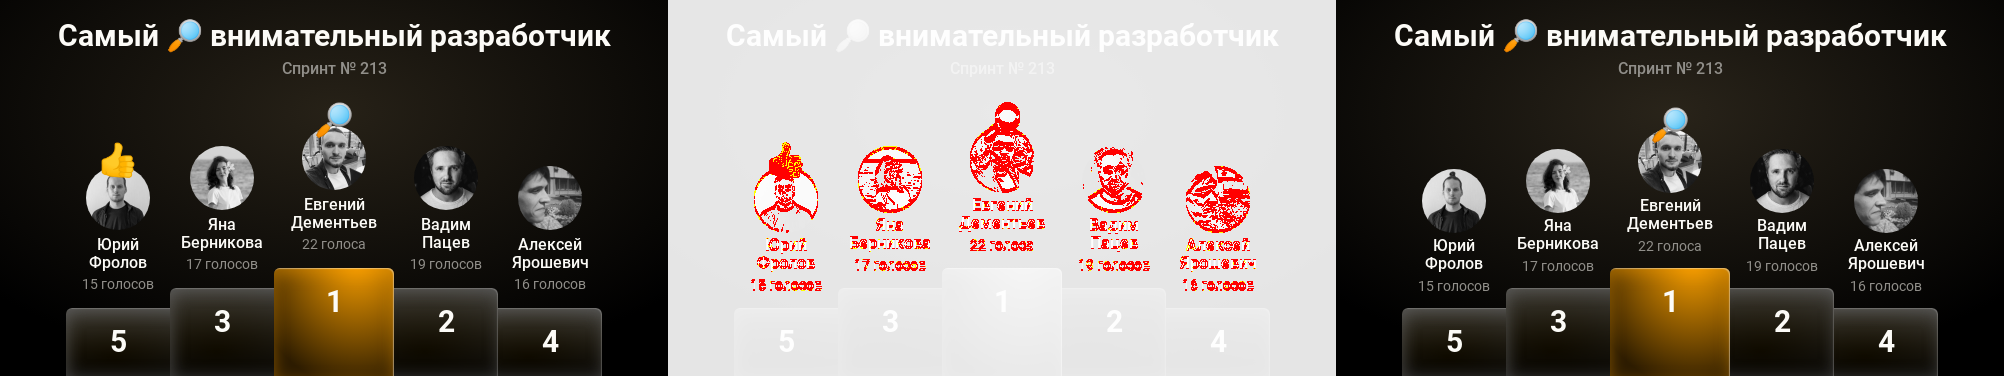 Самый 🔎 внимательный разработчик
Спринт № 213
Евгений
Дементьев
22 голоса
Яна
Берникова
17 голосов
Вадим
Пацев
19 голосов
Юрий
Фролов
15 голосов
Алексей
Ярошевич
16 голосов
1
3
2
5
4
Самый 🔎 внимательный разработчик
Спринт № 213
Евгений
Дементьев
22 голоса
Яна
Берникова
17 голосов
Вадим
Пацев
19 голосов
Юрий
Фролов
15 голосов
Алексей
Ярошевич
16 голосов
1
3
2
5
4
Самый 🔎 внимательный разработчик
Спринт № 213
Евгений
Дементьев
22 голоса
Яна
Берникова
17 голосов
Вадим
Пацев
19 голосов
Юрий
Фролов
15 голосов
Алексей
Ярошевич
16 голосов
1
3
2
5
4